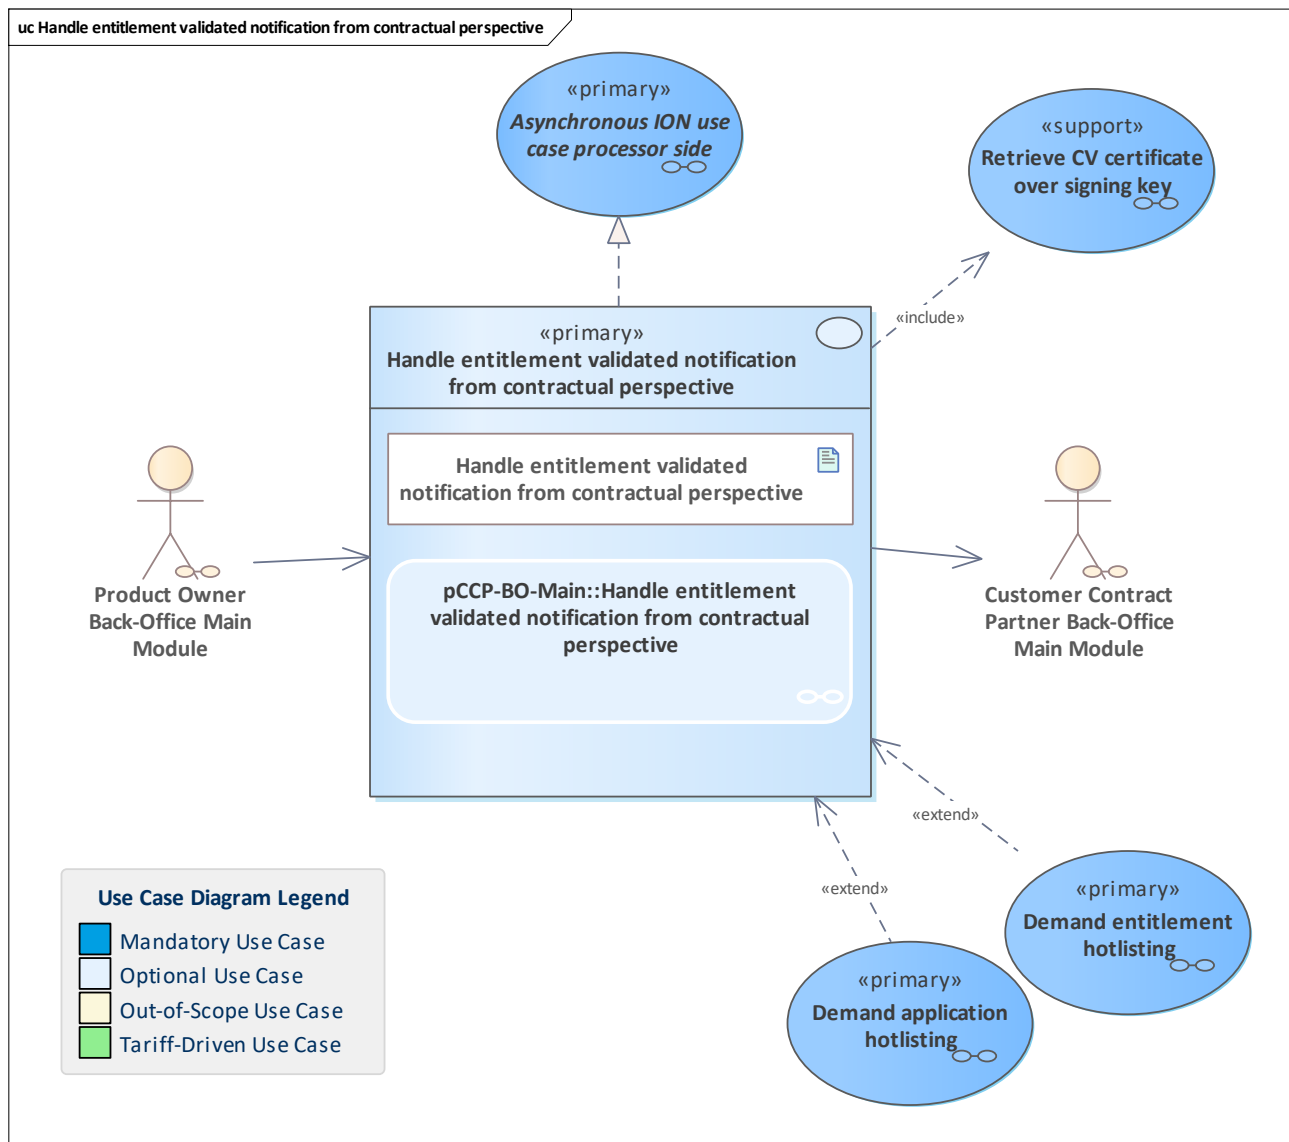 uc Handle entitlement validated notification from contractual perspective
«primary»
Asynchronous ION use
case processor side
«support»
Retrieve CV certificate
over signing key
«include»
«primary»
Handle entitlement validated notification
from contractual perspective
Handle entitlement validated
notification from contractual perspective
pCCP-BO-Main::Handle entitlement
validated notification from contractual
perspective
Product Owner
Back-Office Main
Module
Customer Contract
Partner Back-Office
Main Module
«extend»
«extend»
«primary»
Demand entitlement
hotlisting
«primary»
Demand application
hotlisting
Use Case Diagram Legend
Mandatory Use Case
Optional Use Case
Out-of-Scope Use Case
Tariff-Driven Use Case